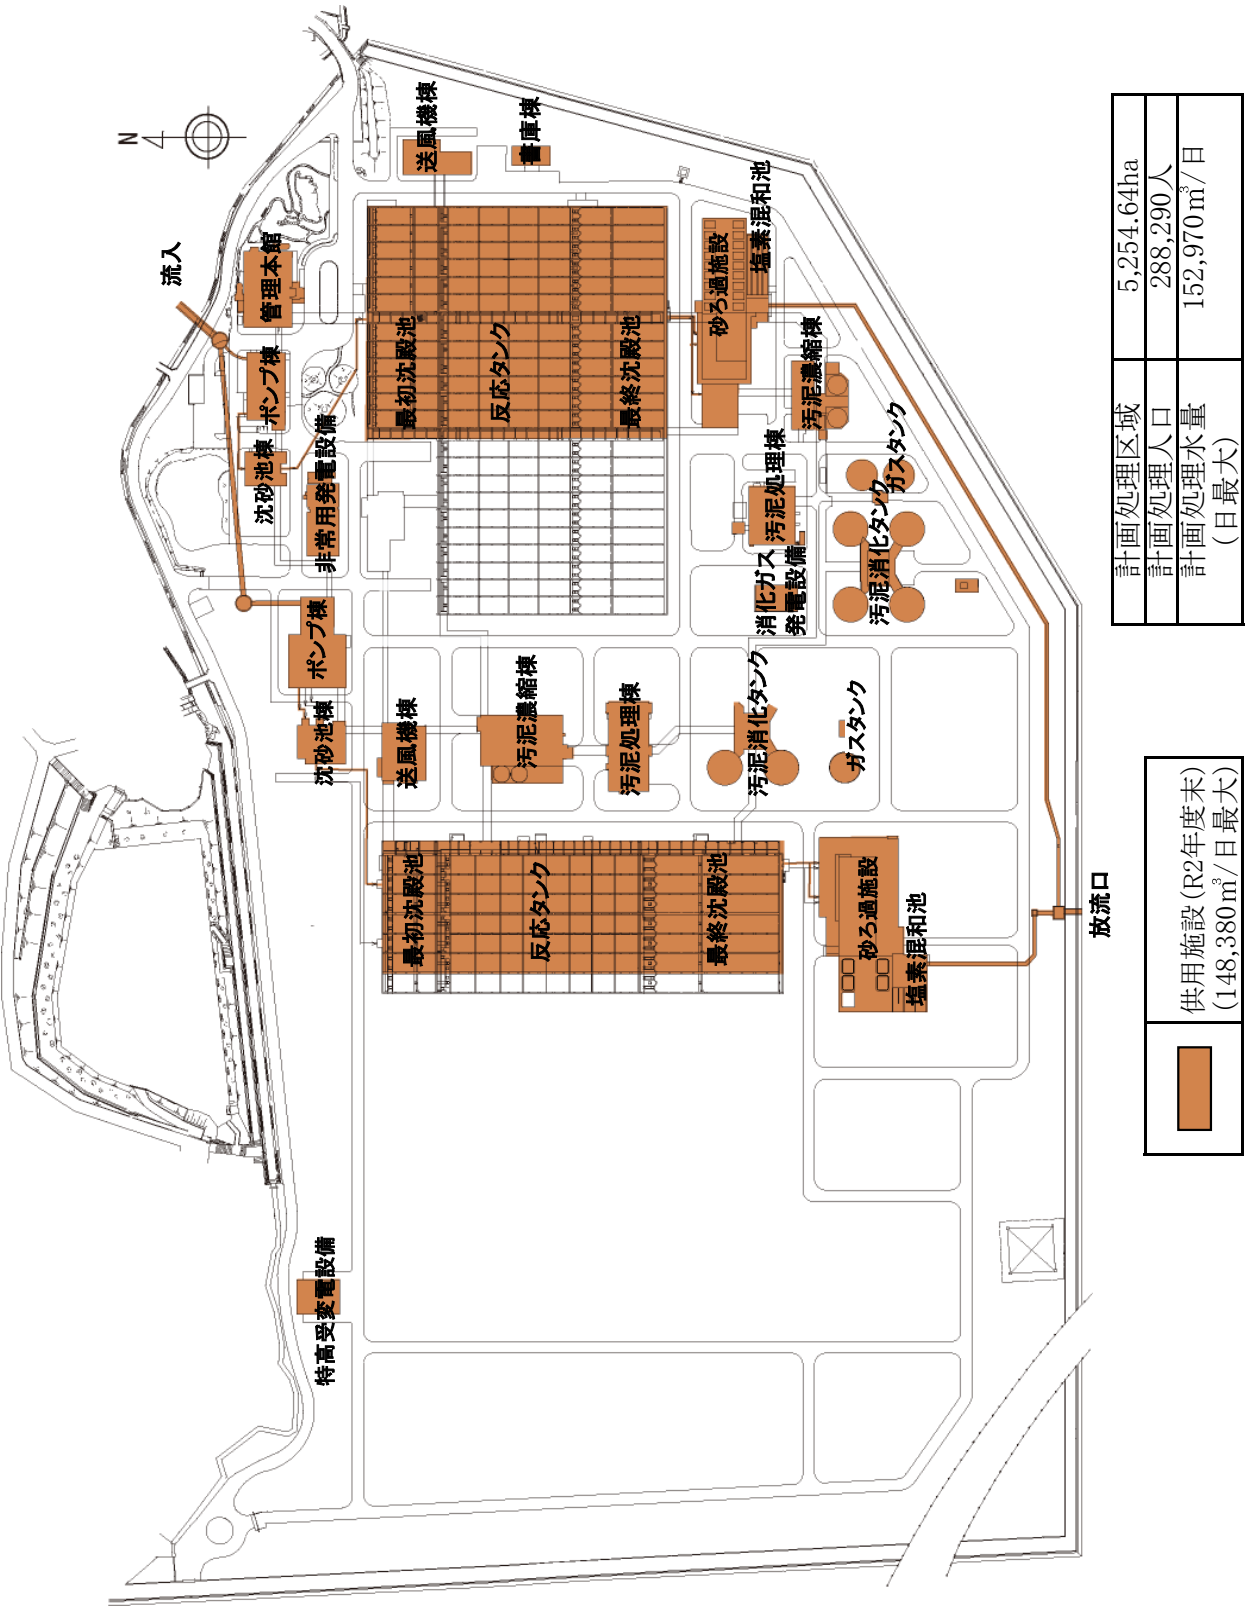 N
流入
管理本館
ポンプ棟
沈砂池棟
非常用発電設備
送風機棟
書庫棟
最初沈殿池
反応タンク
最終沈殿池
砂ろ過施設
塩素混和池
汚泥濃縮棟
汚泥処理棟
ガスタンク
汚泥消化タンク
消化ガス
発電設備
ポンプ棟
沈砂池棟
送風機棟
汚泥濃縮棟
汚泥処理棟
汚泥消化タンク
ガスタンク
最初沈殿池
反応タンク
最終沈殿池
砂ろ過施設
塩素混和池
放流口
特高受変電設備
計画処理区域 5,254.64ha
計画処理人口 288,290人
計画処理水量 152,970㎥/日
(日最大)
供用施設(R2年度末)
(148,380㎥/日最大)